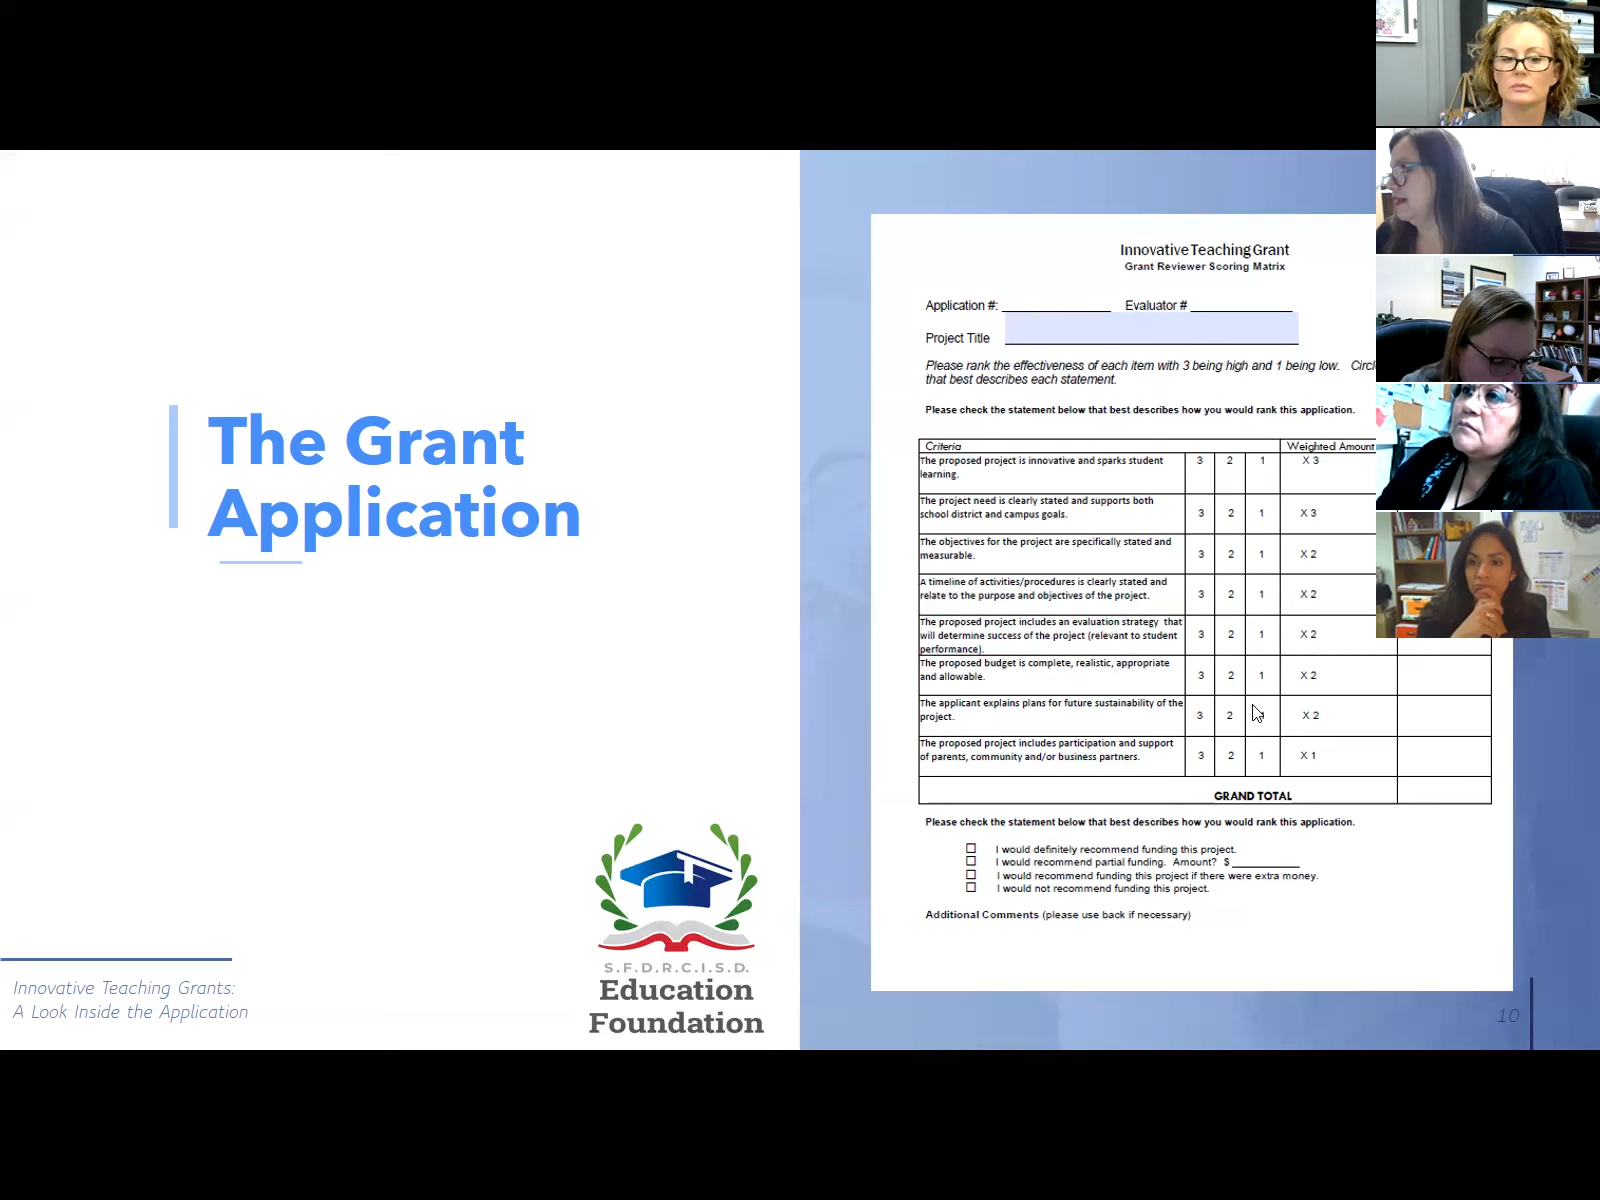 The Grant
Application
S.F.D.R.C.I.S.D.
Education
Foundation
Innovative Teaching Grants:
A Look Inside the Application
Innovative Teaching Grant
Grant Reviewer Scoring Matrix
Application #: Evaluator #
Project Title
Please rank the effectiveness of each item with 3 being high and 1 being low. Circl
that best describes each statement.
Please check the statement below that best describes how you would rank this application.
Criteria Weighted Amount
The proposed project is innovative and sparks student 3 2 1 X 3
learning.
The project need is clearly stated and supports both
school district and campus goals. 3 2 1 X 3
The objectives for the project are specifically stated and
measurable. 3 2 1 X 2
A timeline of activities/procedures is clearly stated and
relate to the purpose and objectives of the project. 3 2 1 X 2
The proposed project includes an evaluation strategy that
will determine success of the project (relevant to student 3 2 1 X 2
performance).
The proposed budget is complete, realistic, appropriate
and allowable. 3 2 1 X 2
The applicant explains plans for future sustainability of the
project. 3 2 X 2
The proposed project includes participation and support
of parents, community and/or business partners. 3 2 1 X 1
GRAND TOTAL
Please check the statement below that best describes how you would rank this application.
I would definitely recommend funding this project.
I would recommend partial funding. Amount? $
I would recommend funding this project if there were extra money.
I would not recommend funding this project.
Additional Comments (please use back if necessary)
10